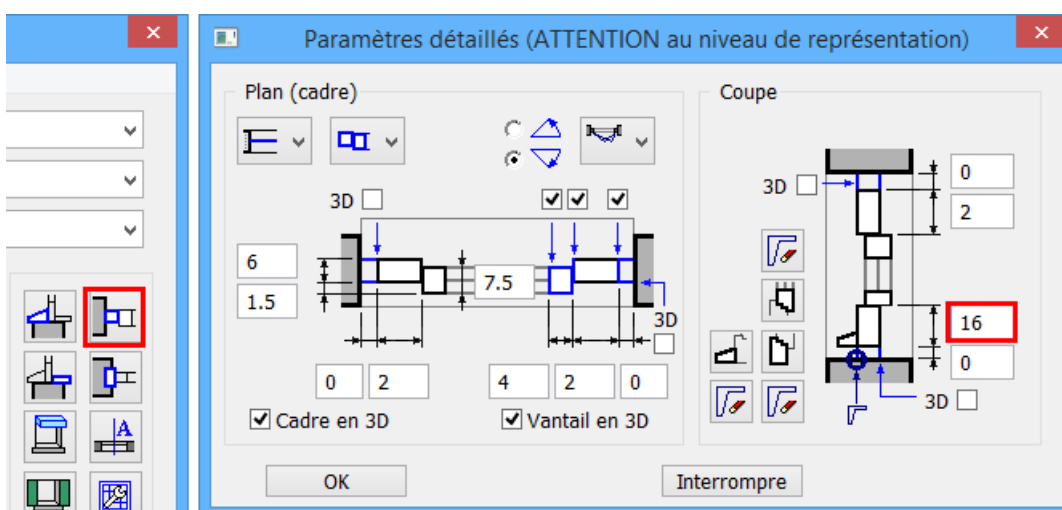 Paramètres détaillés (ATTENTION au niveau de représentation)
Plan (cadre)
3D
6
1.5
7.5
3D
0 2 4 2 0
Cadre en 3D Vantail en 3D
Coupe
3D
0
2
16
0
3D
A
OK Interrompre